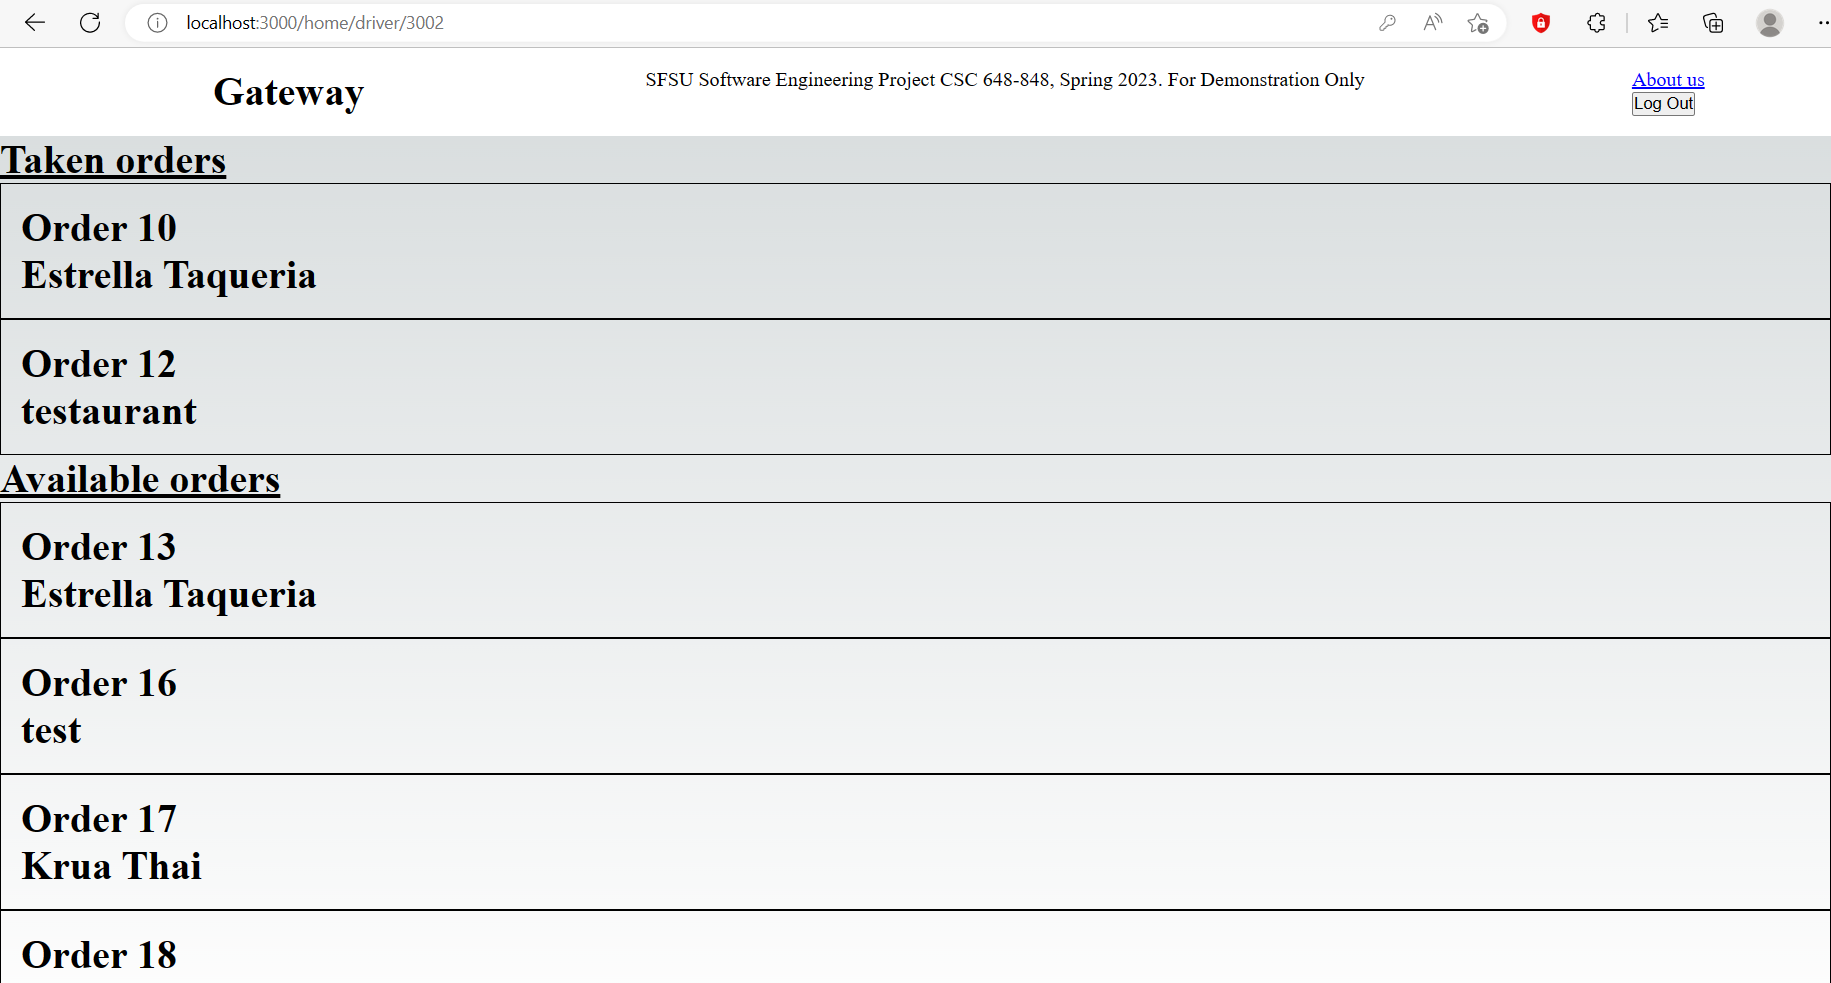 localhost:3000/home/driver/3002
Gateway
SFSU Software Engineering Project CSC 648-848, Spring 2023. For Demonstration Only
About us
Log Out
Taken orders
Order 10
Estrella Taqueria
Order 12
testaurant
Available orders
Order 13
Estrella Taqueria
Order 16
test
Order 17
Krua Thai
Order 18